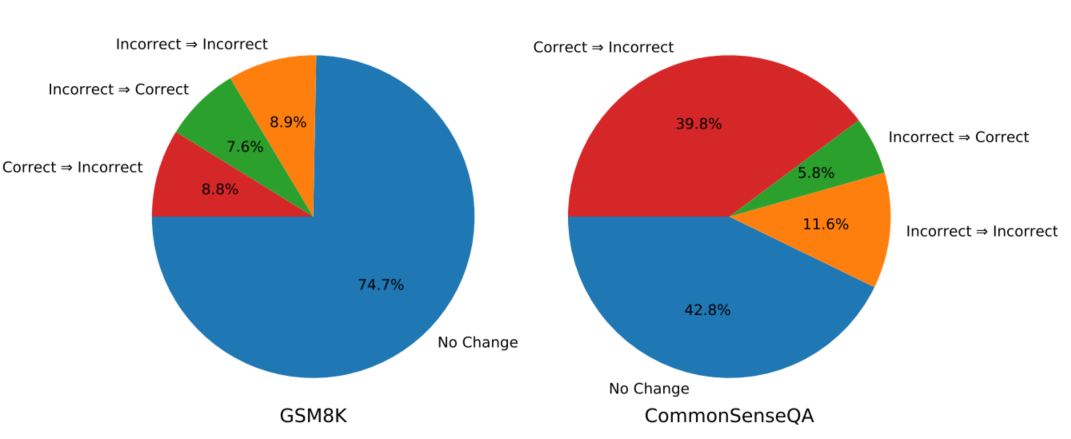 Incorrect ⇒ Incorrect
Incorrect ⇒ Correct
Correct ⇒ Incorrect
8.9%
7.6%
8.8%
74.7%
No Change
GSM8K
Correct ⇒ Incorrect
39.8%
Incorrect ⇒ Correct
5.8%
11.6%
Incorrect ⇒ Incorrect
42.8%
No Change
CommonSenseQA